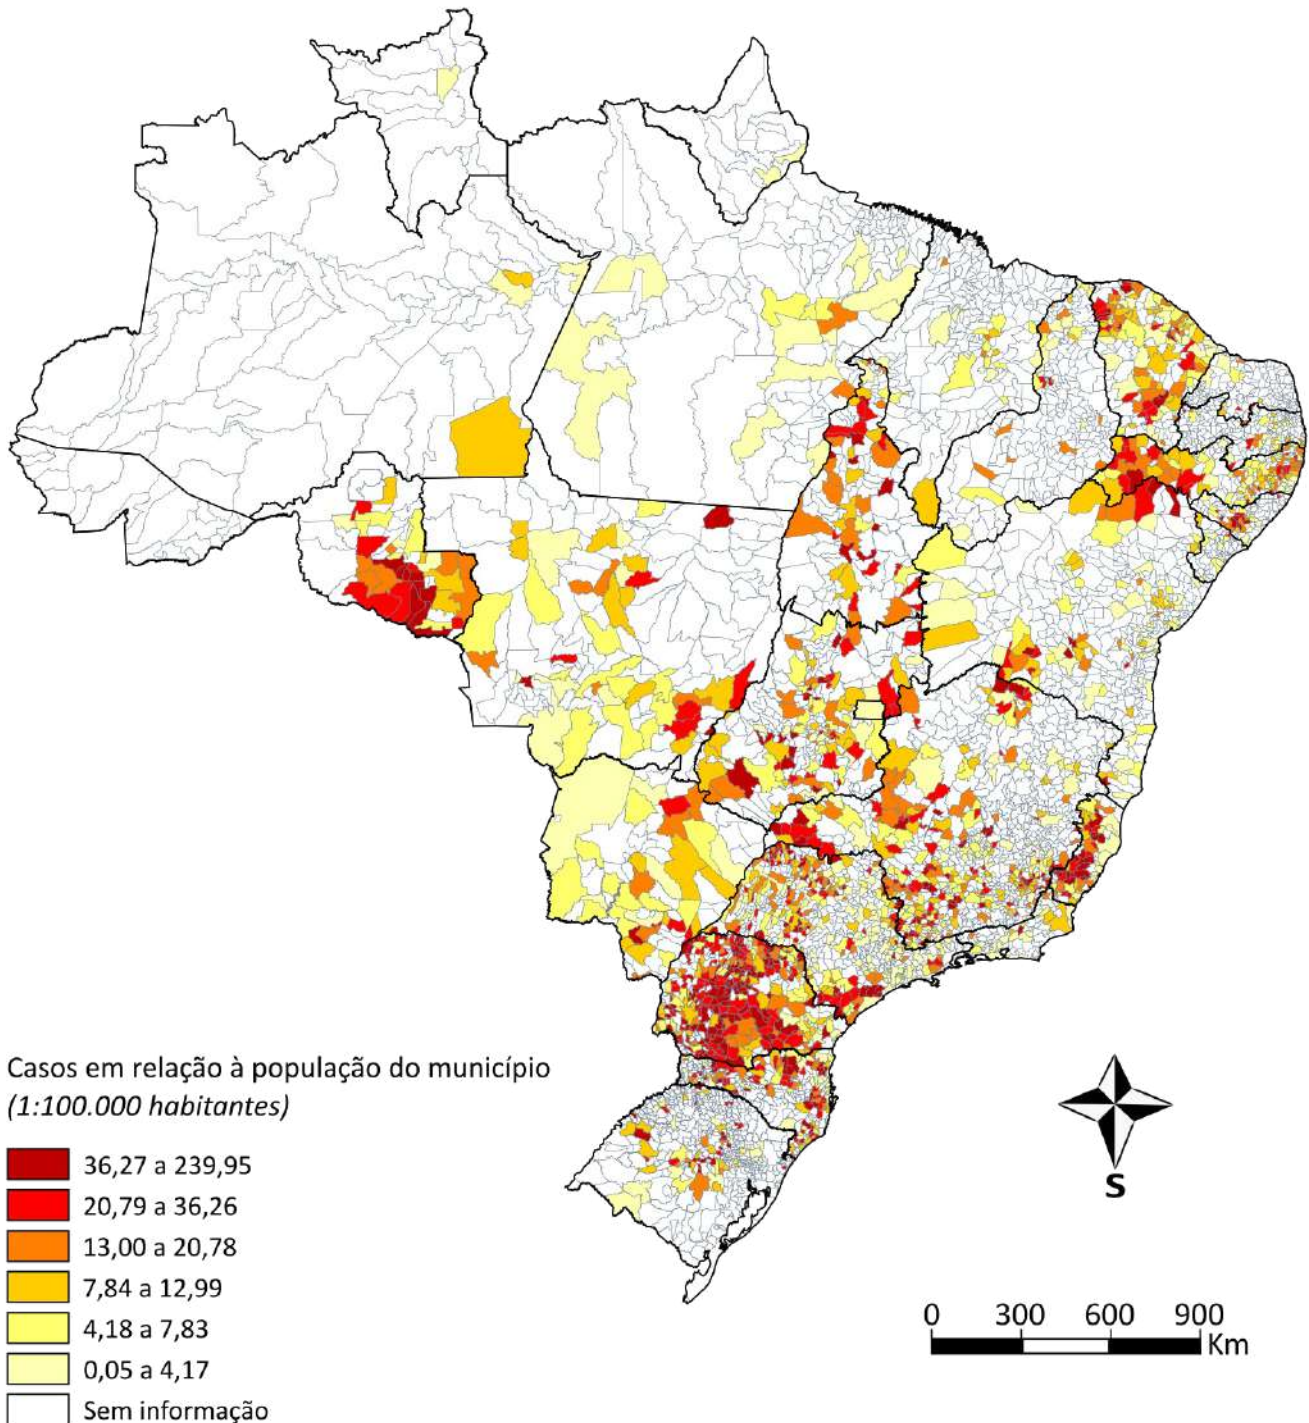 Casos em relação à população do município
(1:100.000 habitantes)
36,27 a 239,95
20,79 a 36,26
13,00 a 20,78
7,84 a 12,99
4,18 a 7,83
0,05 a 4,17
Sem informação
S
0 300 600 900
Km